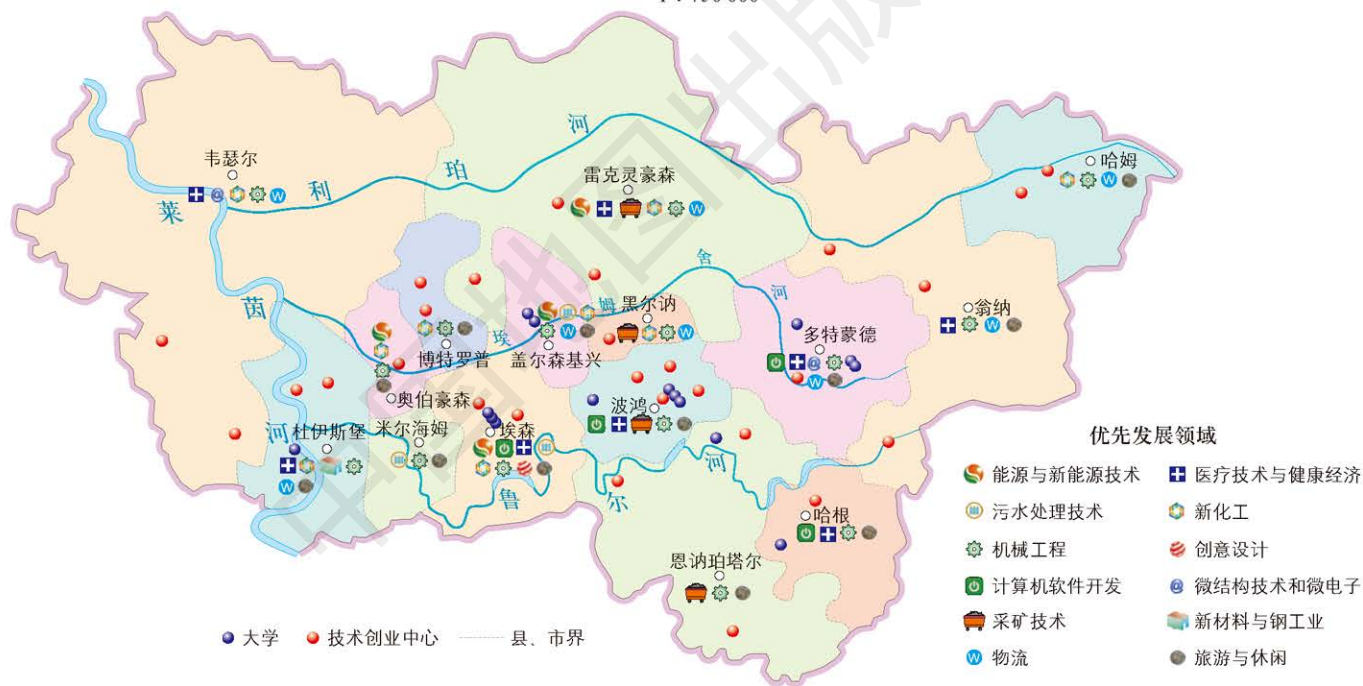 韦瑟尔
莱
利
珀
河
雷克灵豪森
哈姆
茵
埃
姆
舍
河
黑尔讷
翁纳
多特蒙德
博特罗普
盖尔森基兴
奥伯豪森
波鸿
河
杜伊斯堡
米尔海姆
埃森
鲁
尔
河
哈根
恩讷珀塔尔
优先发展领域
能源与新能源技术
医疗技术与健康经济
污水处理技术
新化工
机械工程
创意设计
计算机软件开发
微结构技术和微电子
采矿技术
新材料与钢工业
物流
旅游与休闲
大学
技术创业中心
县、市界
中国地图出版